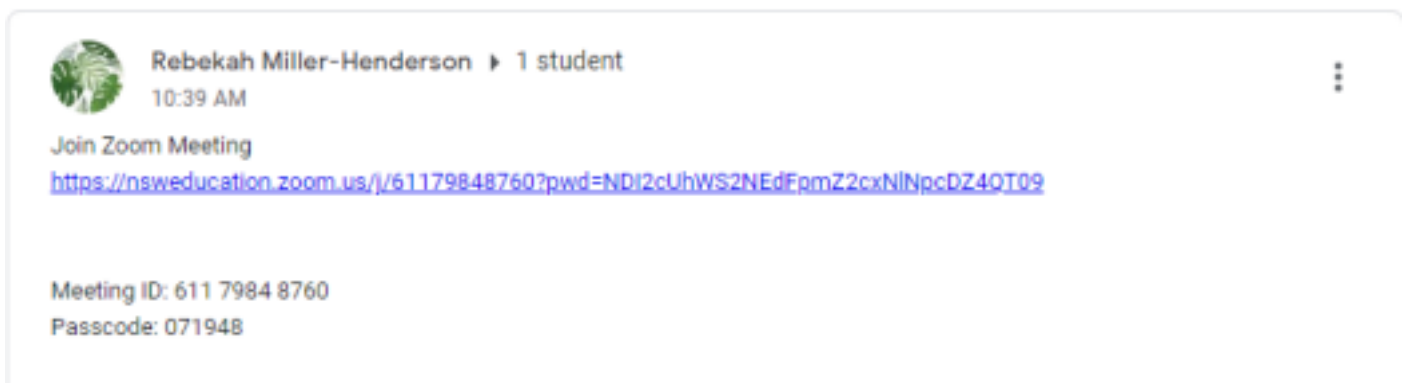 Rebekah Miller-Henderson ▸ 1 student
10:39 AM
Join Zoom Meeting
https://nsweducation.zoom.us/j/61179848760?pwd=NDI2cUhWS2NEdFpmZ2cxNlNpcDZ4QT09
Meeting ID: 611 7984 8760
Passcode: 071948